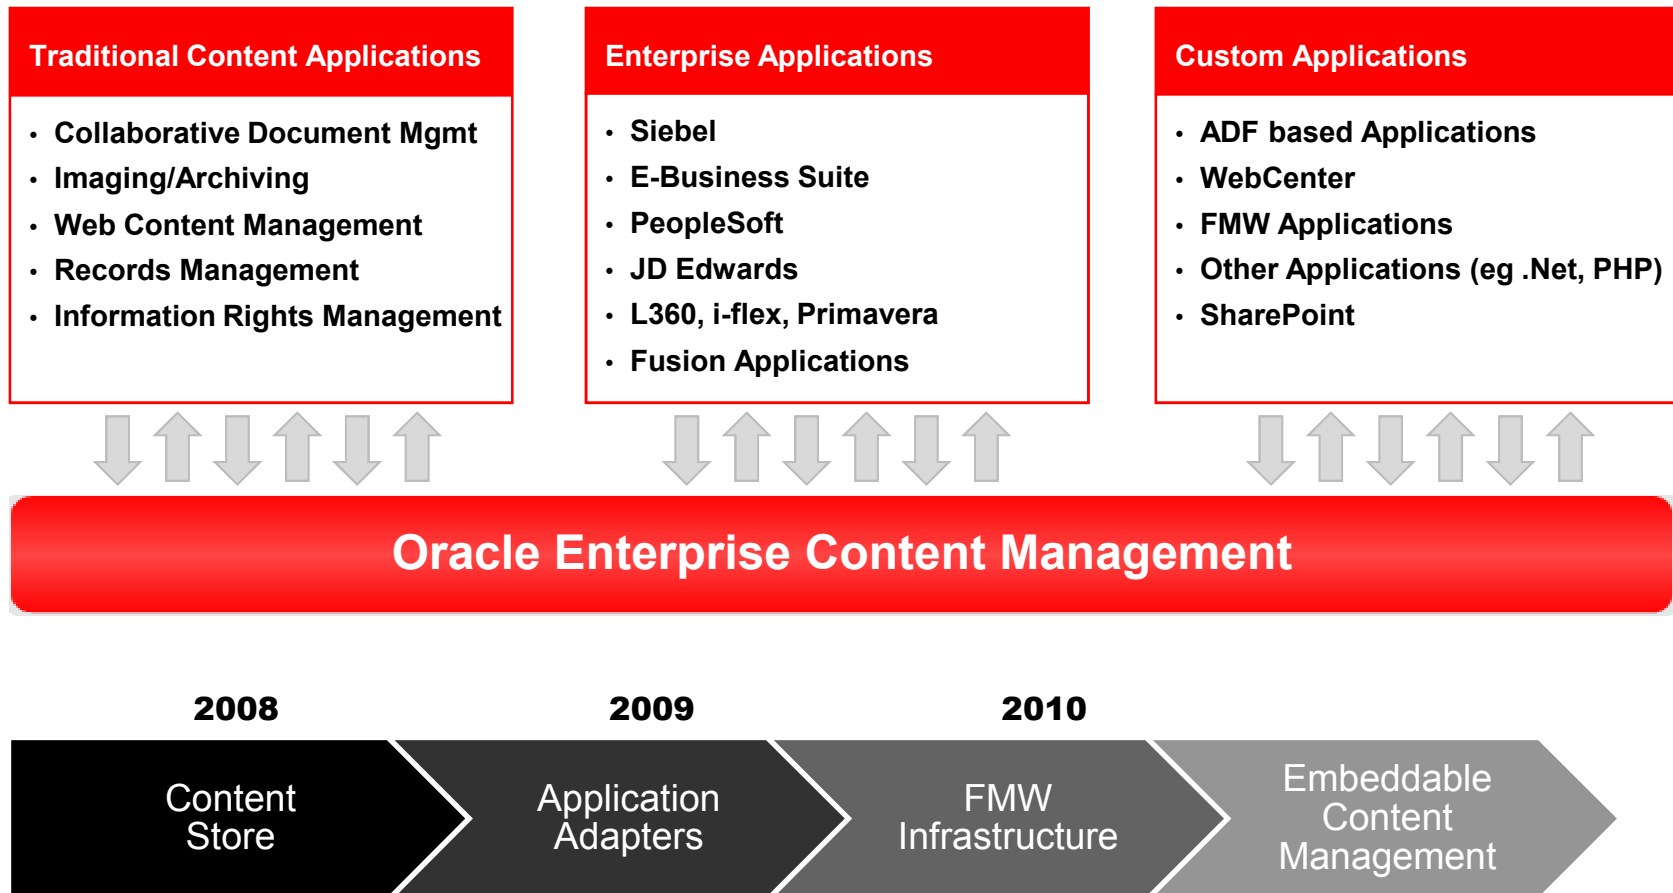 Traditional Content Applications
• Collaborative Document Mgmt
• Imaging/Archiving
• Web Content Management
• Records Management
• Information Rights Management
Enterprise Applications
• Siebel
• E-Business Suite
• PeopleSoft
• JD Edwards
• L360, i-flex, Primavera
• Fusion Applications
Custom Applications
• ADF based Applications
• WebCenter
• FMW Applications
• Other Applications (eg .Net, PHP)
• SharePoint
Oracle Enterprise Content Management
2008
Content
Store
2009
Application
Adapters
2010
FMW
Infrastructure
Embeddable
Content
Management